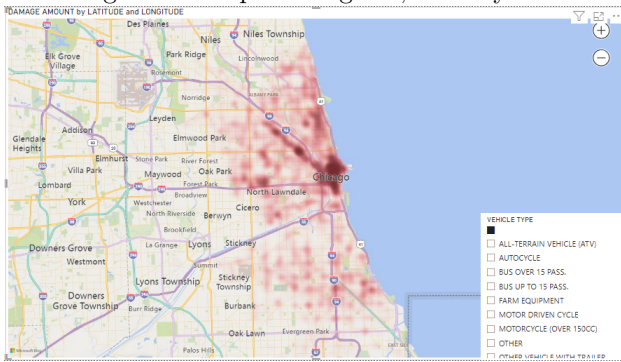 DAMAGE AMOUNT by LATITUDE and LONGITUDE
Des Plaines
Niles
Niles Township
Elk Grove
Village
Park Ridge
Lincolnwood
Rosemont
Norridge
ALBANY PARK
Leyden
Addison
Elmwood Park
Glendale
Heights
Elmhurst
Stone Park
River Forest
Villa Park
Maywood
Oak Park
Chicago
Lombard
Forest Park
North Lawndale
Broadview
York
Westchester
Cicero
North Riverside
Berwyn
Brookfield
Downers Grove
La Grange
Lyons
Stickney
Westmont
Summit
Lyons Township
Stickney
Township
Downers
Grove Township
Burr Ridge
Burbank
Oak Lawn
Evergreen Park
Palos Hills
VEHICLE TYPE
ALL-TERRAIN VEHICLE (ATV)
AUTOCYCLE
BUS OVER 15 PASS.
BUS UP TO 15 PASS.
FARM EQUIPMENT
MOTOR DRIVEN CYCLE
MOTORCYCLE (OVER 150CC)
OTHER
OTHER VEHICLE WITH TRAILER